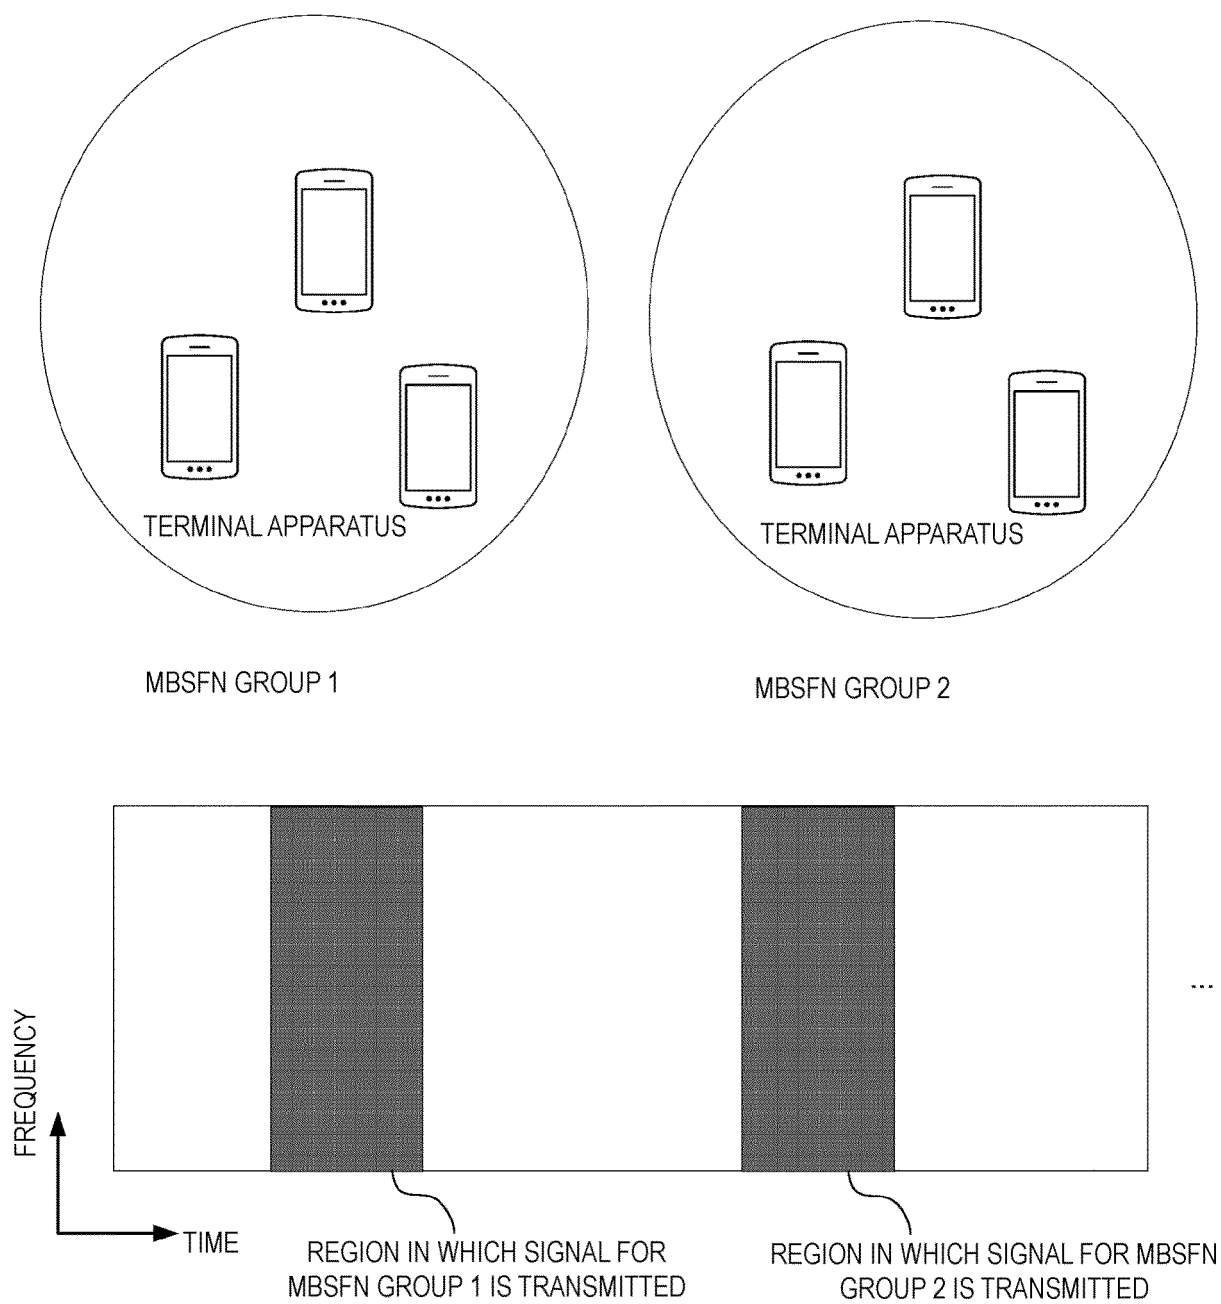 TERMINAL APPARATUS
TERMINAL APPARATUS
MBSFN GROUP 1
MBSFN GROUP 2
...
FREQUENCY
TIME
REGION IN WHICH SIGNAL FOR
MBSFN GROUP 1 IS TRANSMITTED
REGION IN WHICH SIGNAL FOR MBSFN
GROUP 2 IS TRANSMITTED